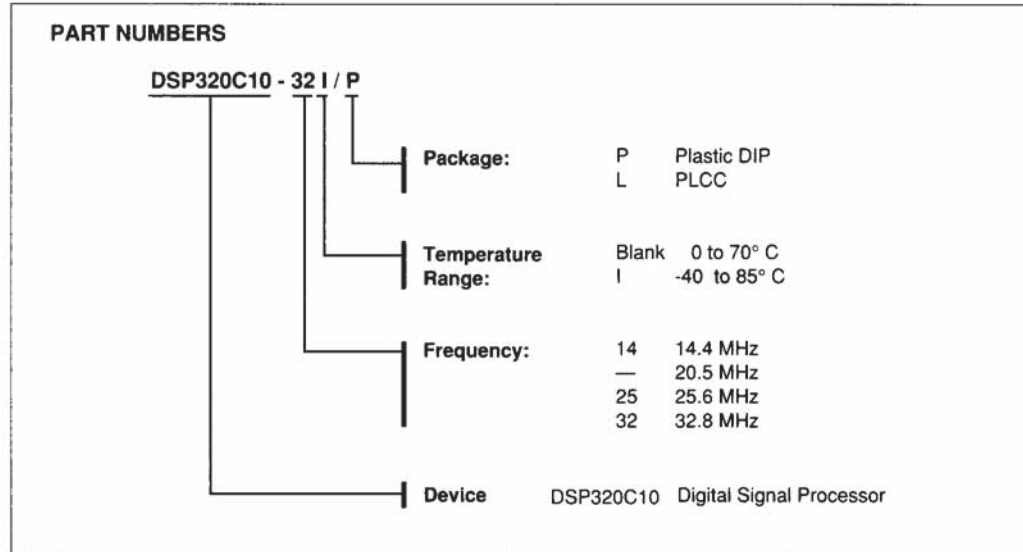 PART NUMBERS
DSP320C10 - 32 I / P
Package: P Plastic DIP
L PLCC
Temperature Blank 0 to 70° C
Range: I -40 to 85° C
Frequency: 14 14.4 MHz
— 20.5 MHz
25 25.6 MHz
32 32.8 MHz
Device DSP320C10 Digital Signal Processor